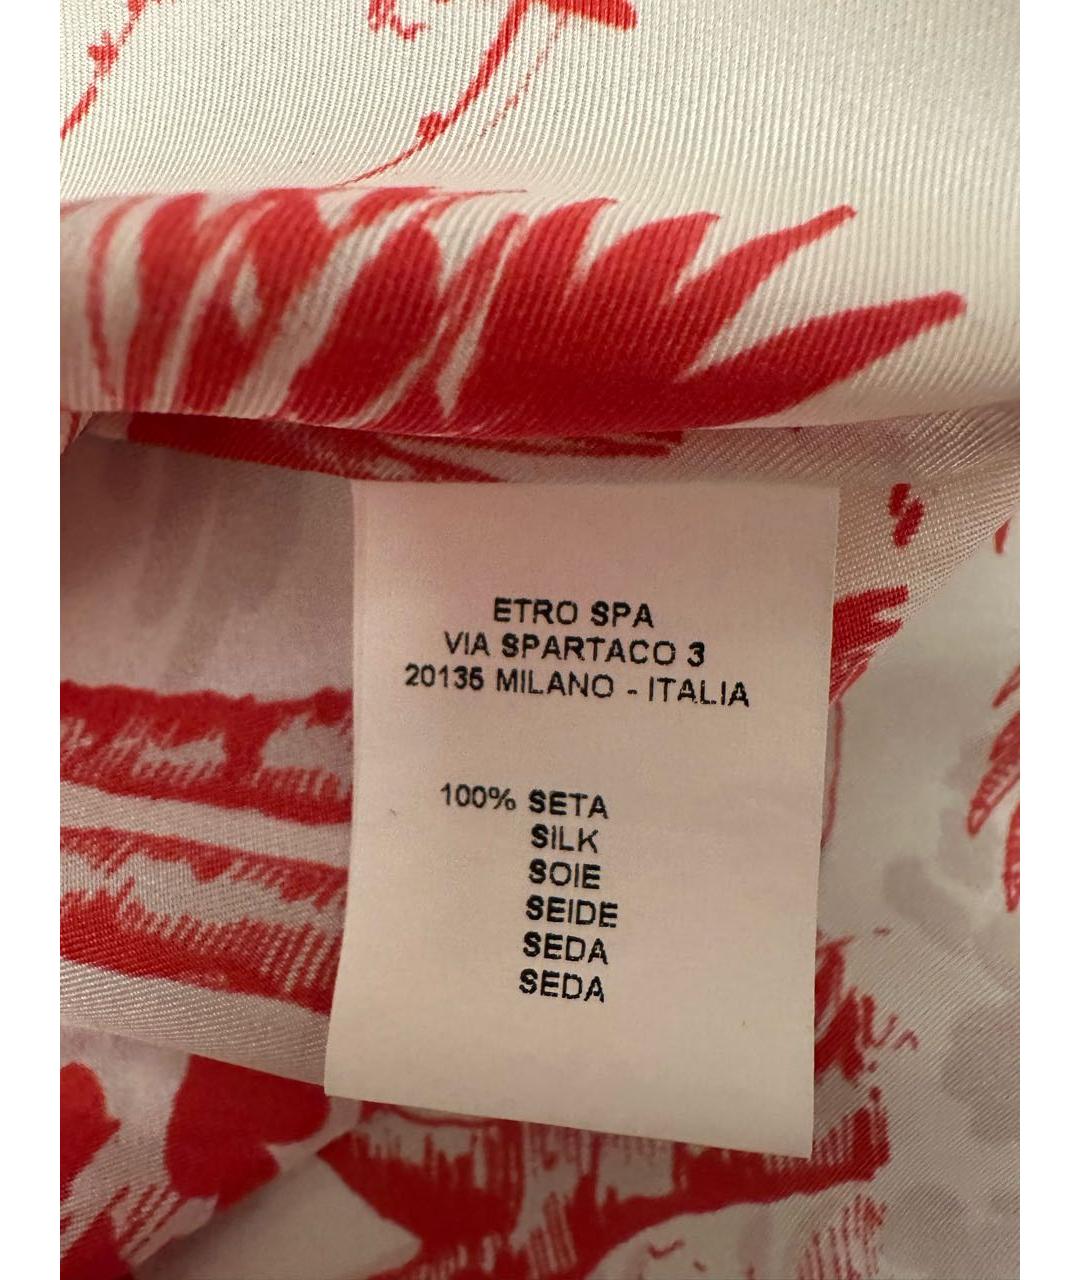 ETRO SPA
VIA SPARTACO 3
20135 MILANO - ITALIA
100% SETA
SILK
SOIE
SEIDE
SEDA
SEDA